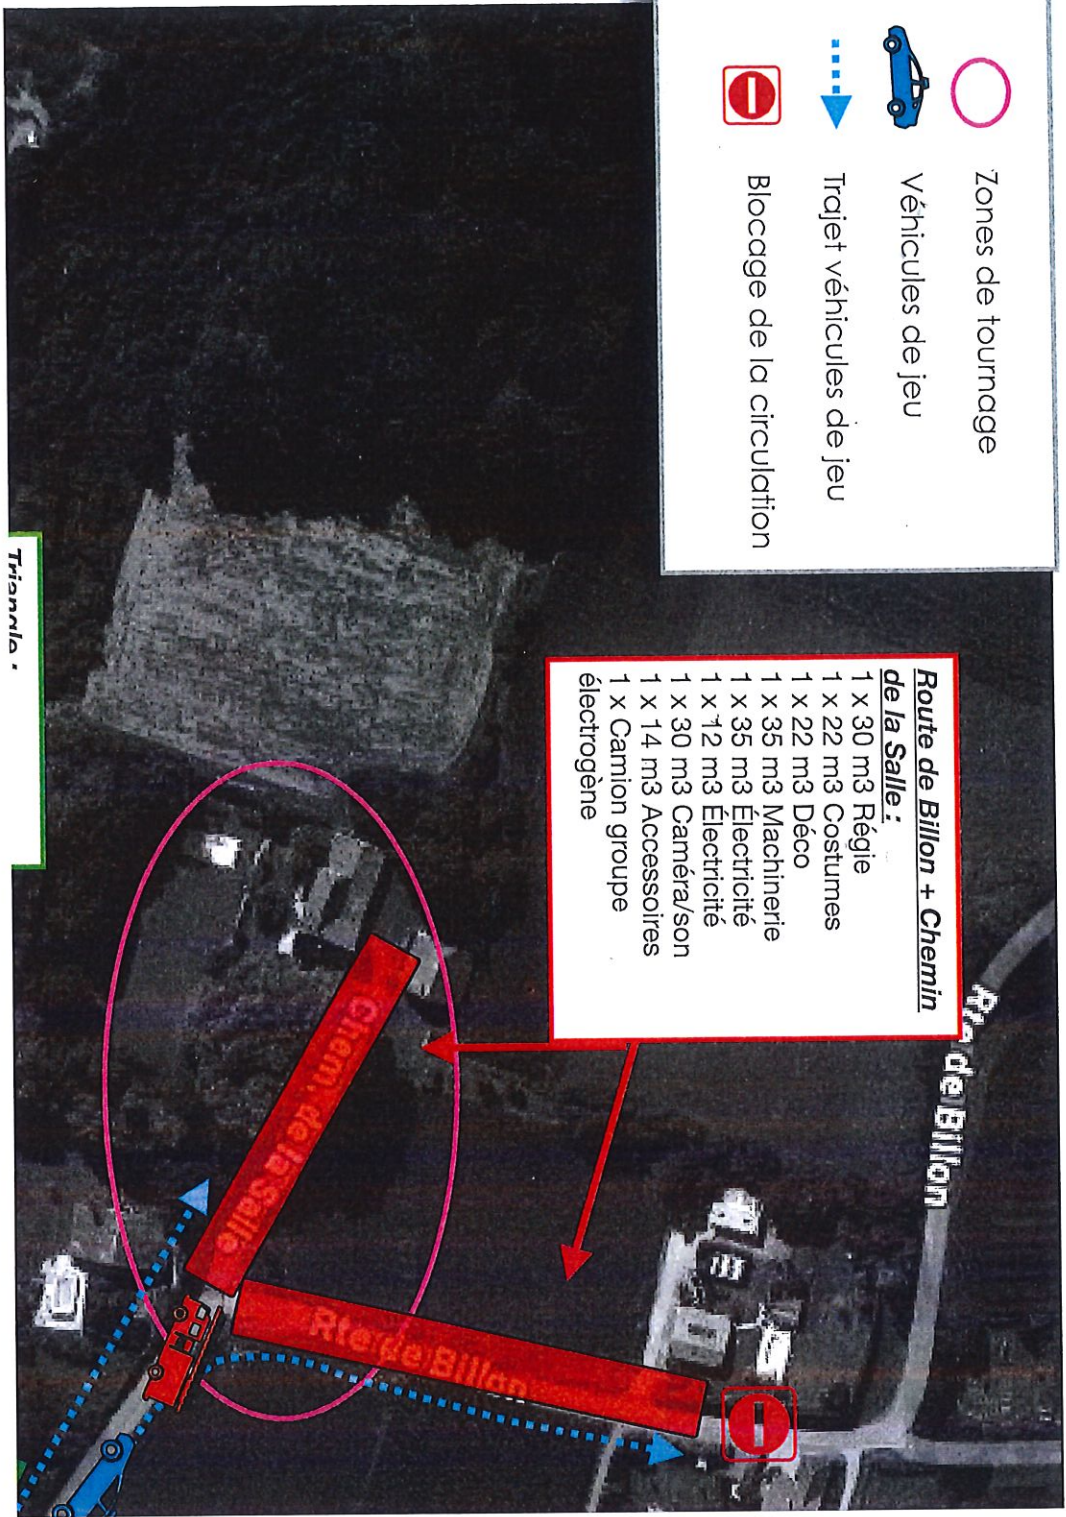 Zones de tournage
Véhicules de jeu
Trajet véhicules de jeu
Blocage de la circulation
Route de Billon + Chemin
de la Salle :
1 x 30 m3 Régie
1 x 22 m3 Costumes
1 x 22 m3 Déco
1 x 35 m3 Machinerie
1 x 35 m3 Électricité
1 x 12 m3 Électricité
1 x 30 m3 Caméra/son
1 x 14 m3 Accessoires
1 x Camion groupe
électrogène
Rte de Billon
Chem. de la Salle
Rte de Billon
Triangle :